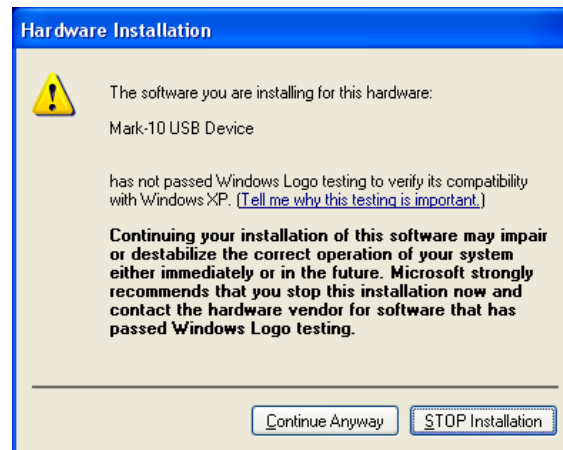 Hardware Installation
The software you are installing for this hardware:
Mark-10 USB Device
has not passed Windows Logo testing to verify its compatibility
with Windows XP. (Tell me why this testing is important.)
Continuing your installation of this software may impair
or destabilize the correct operation of your system
either immediately or in the future. Microsoft strongly
recommends that you stop this installation now and
contact the hardware vendor for software that has
passed Windows Logo testing.
Continue Anyway
STOP Installation